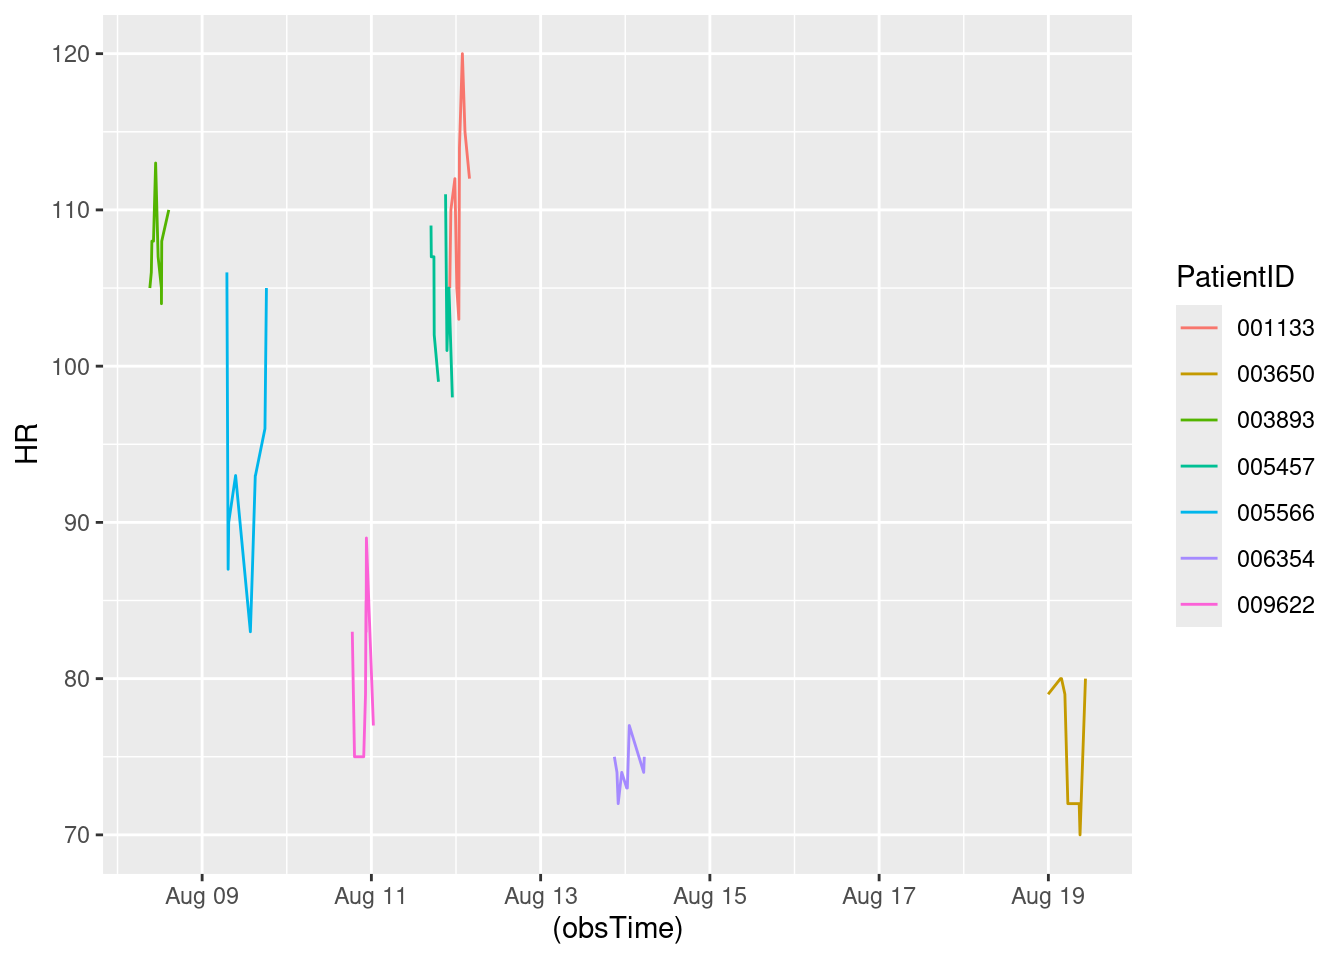 120
110
100
90
80
70
HR
Aug 09
Aug 11
Aug 13
Aug 15
Aug 17
Aug 19
(obsTime)
PatientID
001133
003650
003893
005457
005566
006354
009622